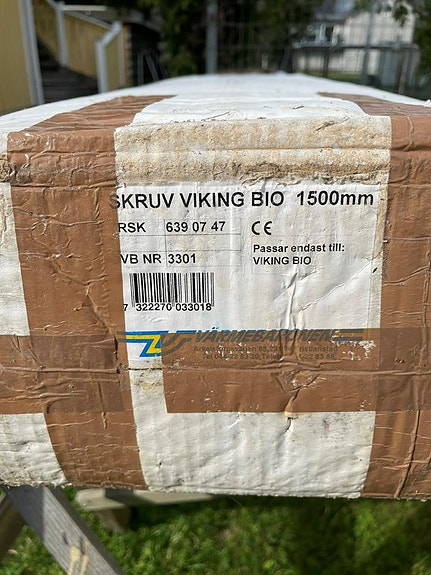 SKRUV VIKING BIO 1500mm
RSK 639 07 47
CE
VB NR 3301
Passar endast till:
VIKING BIO
7 322270 033018
VÄRMEBARONEN